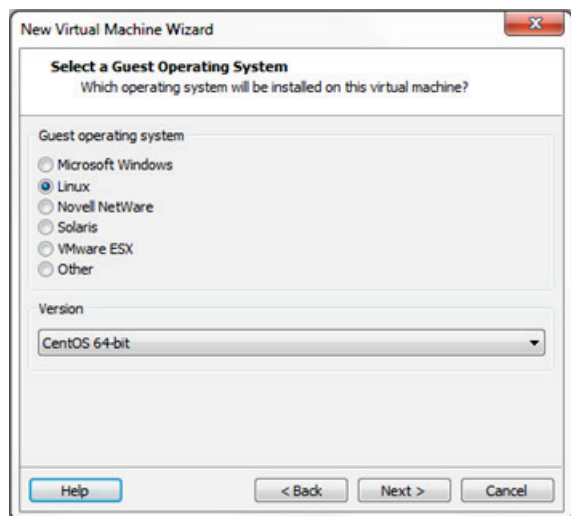 New Virtual Machine Wizard
Select a Guest Operating System
Which operating system will be installed on this virtual machine?
Guest operating system
Microsoft Windows
Linux
Novell NetWare
Solaris
VMware ESX
Other
Version
CentOS 64-bit
Help
< Back
Next >
Cancel